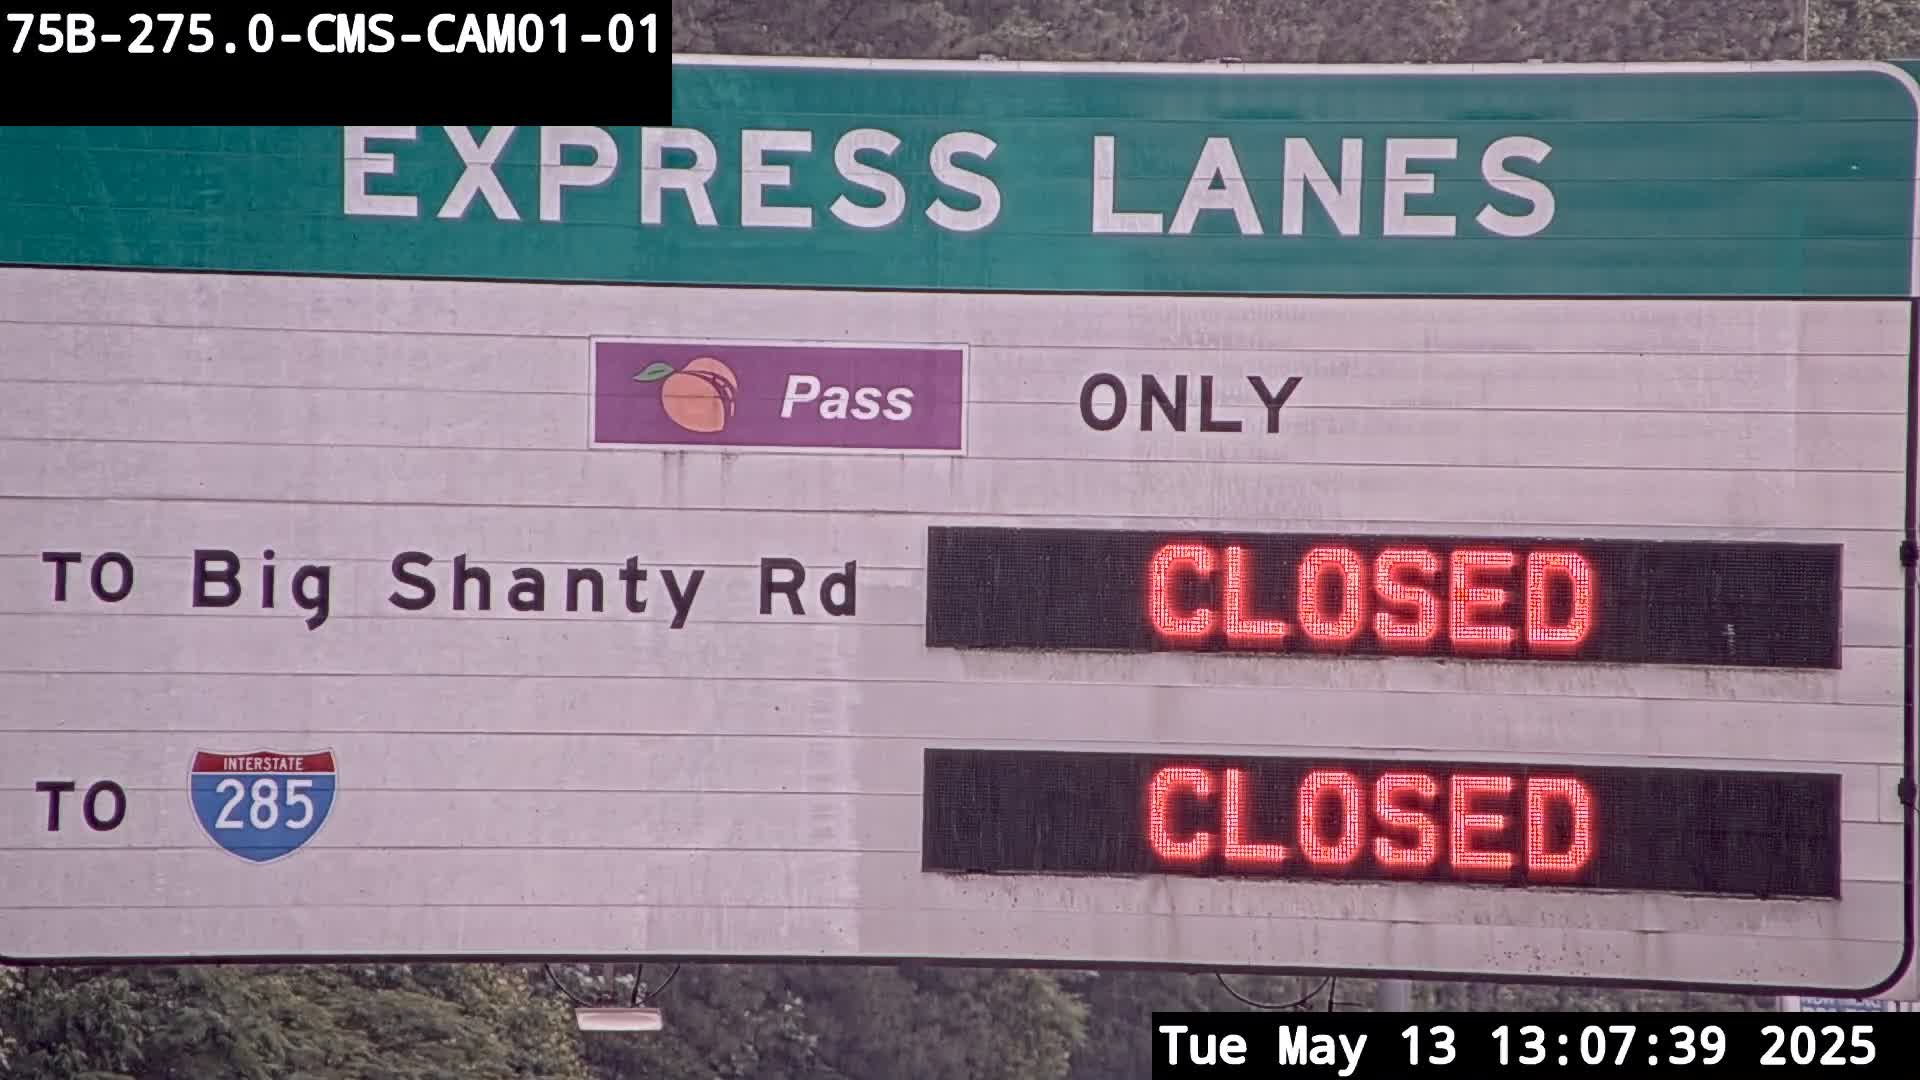 75B-275.0-CMS-CAM01-01
EXPRESS LANES
Pass ONLY
TO Big Shanty Rd CLOSED
TO INTERSTATE 285 CLOSED
Tue May 13 13:07:39 2025